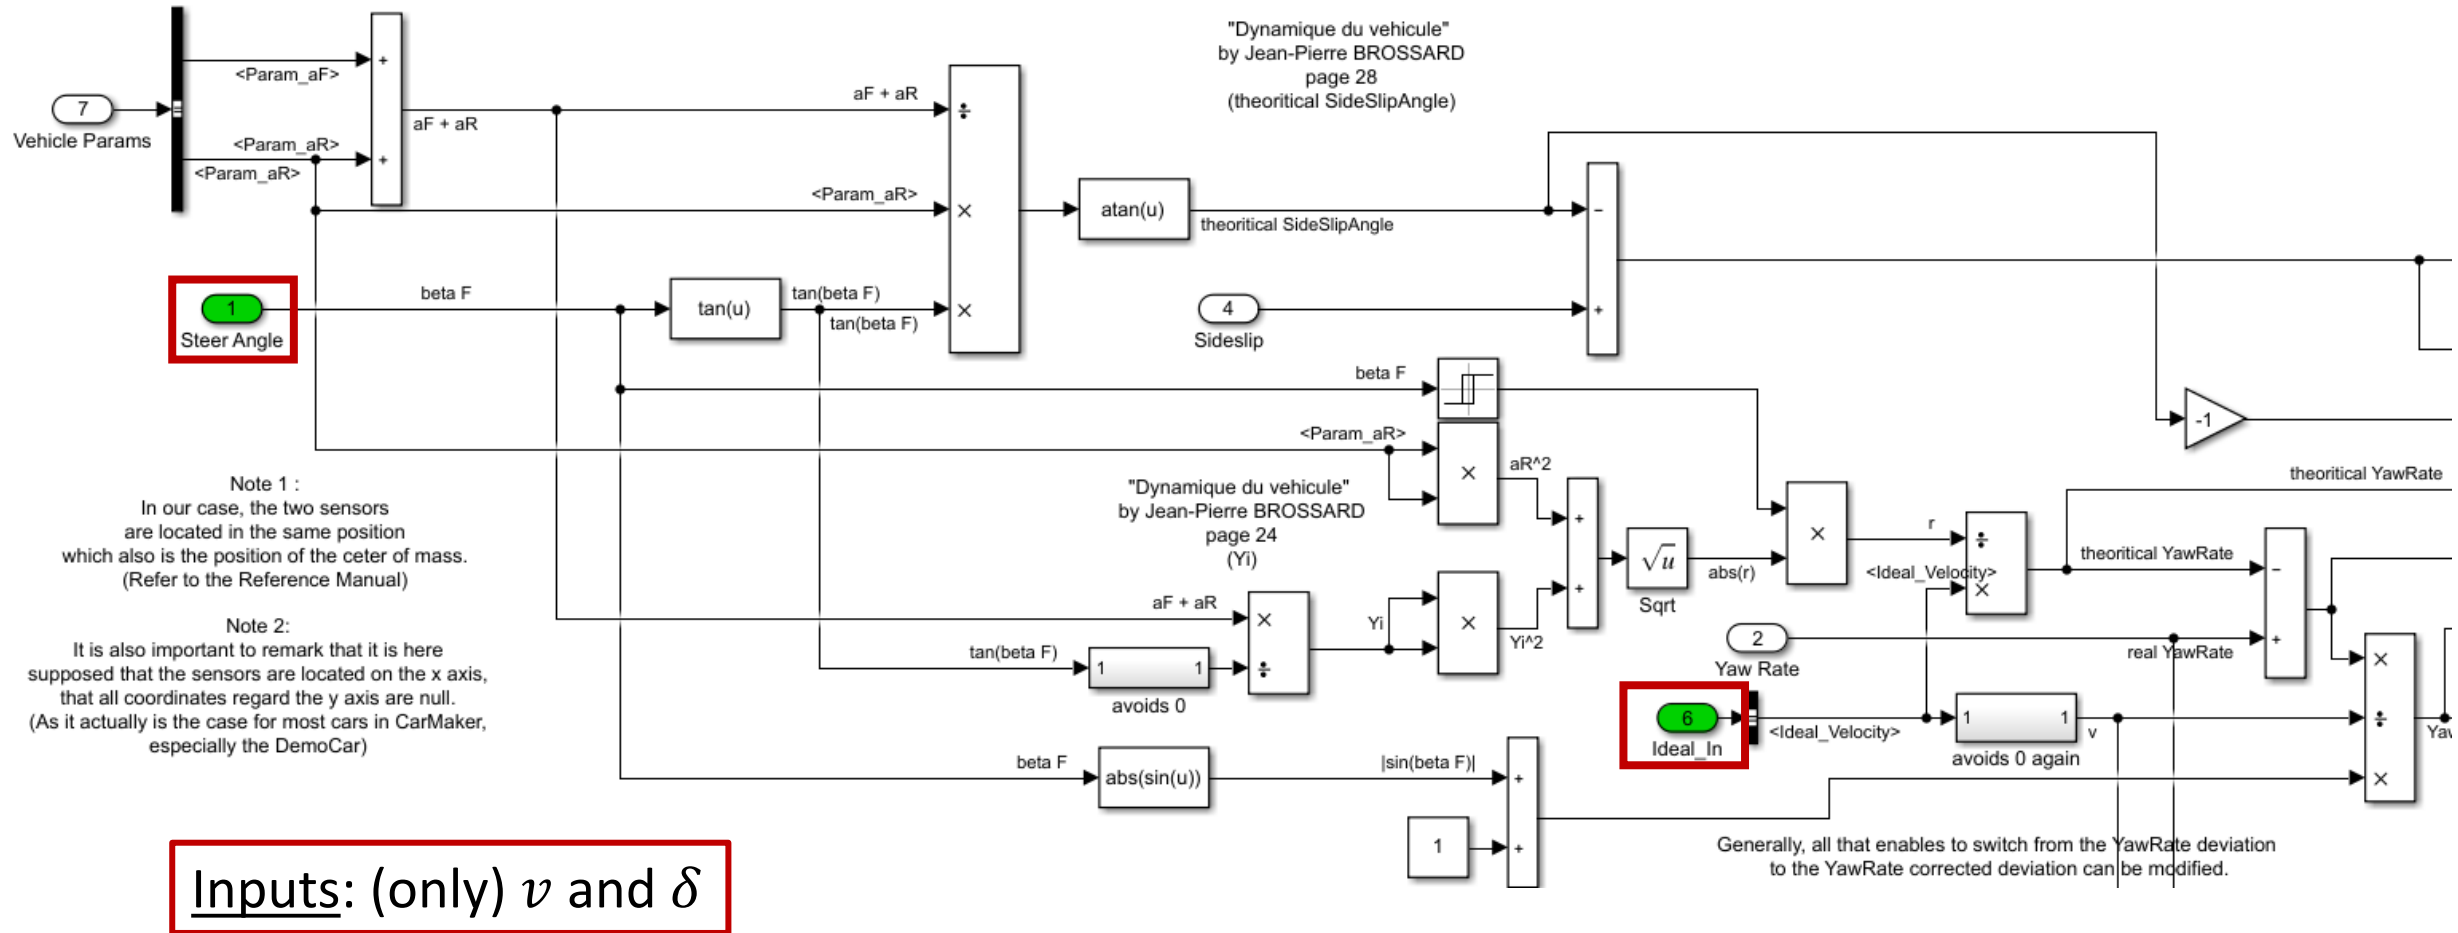 "Dynamique du vehicule"
by Jean-Pierre BROSSARD
page 28
(theoritical SideSlipAngle)
7
Vehicle Params
<Param_aF>
<Param_aR>
<Param_aR>
+
+
aF + aR
aF + aR
÷
<Param_aR>
×
atan(u)
theoritical SideSlipAngle
−
1
Steer Angle
beta F
tan(u)
tan(beta F)
tan(beta F)
×
4
Sideslip
+
beta F
-1
<Param_aR>
×
aR^2
"Dynamique du vehicule"
by Jean-Pierre BROSSARD
page 24
(Yi)
Note 1 :
In our case, the two sensors
are located in the same position
which also is the position of the ceter of mass.
(Refer to the Reference Manual)
Note 2:
It is also important to remark that it is here
supposed that the sensors are located on the x axis,
that all coordinates regard the y axis are null.
(As it actually is the case for most cars in CarMaker,
especially the DemoCar)
+
+
√u
Sqrt
abs(r)
×
r
÷
<Ideal_Velocity>
×
theoritical YawRate
theoritical YawRate
−
+
aF + aR
×
tan(beta F)
1 1
avoids 0
÷
Yi
×
Yi^2
2
Yaw Rate
real YawRate
6
Ideal_In
<Ideal_Velocity>
1 1
avoids 0 again
v
×
÷
×
Yaw
beta F
abs(sin(u))
|sin(beta F)|
+
1
+
Generally, all that enables to switch from the YawRate deviation
to the YawRate corrected deviation can be modified.
Inputs: (only) 𝑣 and 𝛿